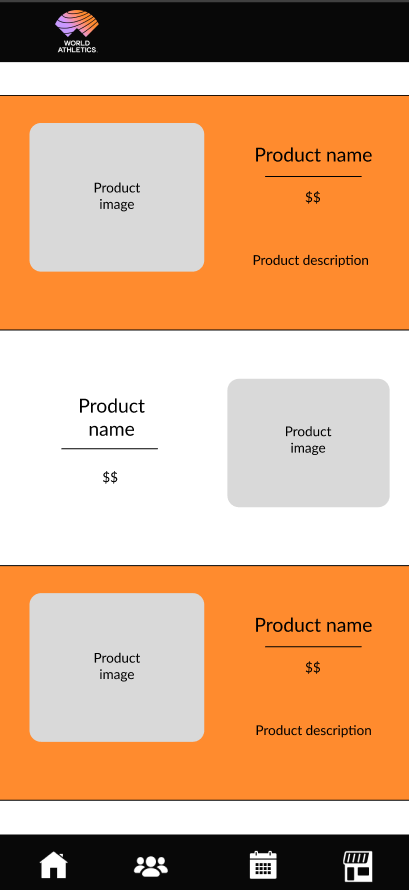 WORLD
ATHLETICS
Product
image
Product name
$$
Product description
Product
name
$$
Product
image
Product
image
Product name
$$
Product description